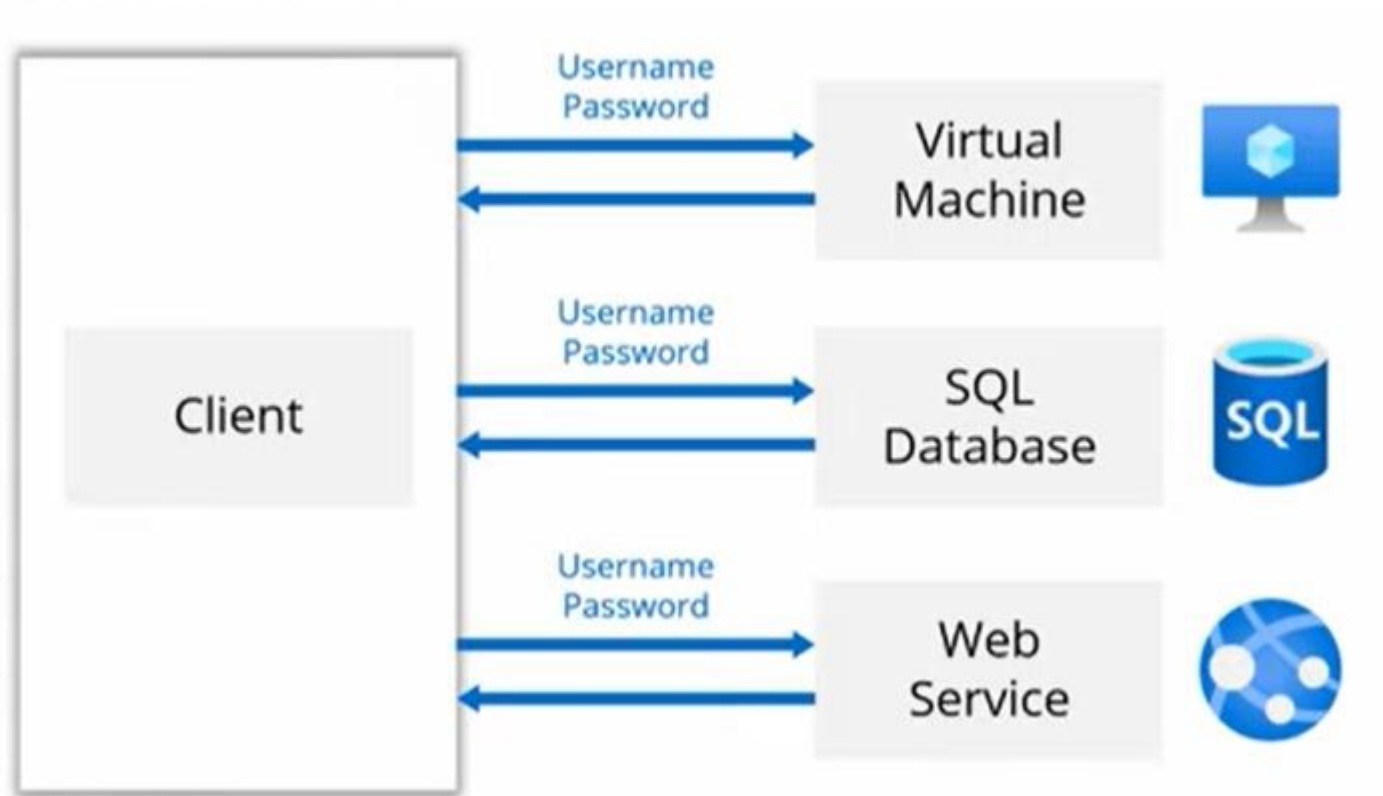 Username
Password
Virtual
Machine
Username
Password
Client
SQL
Database
SQL
Username
Password
Web
Service